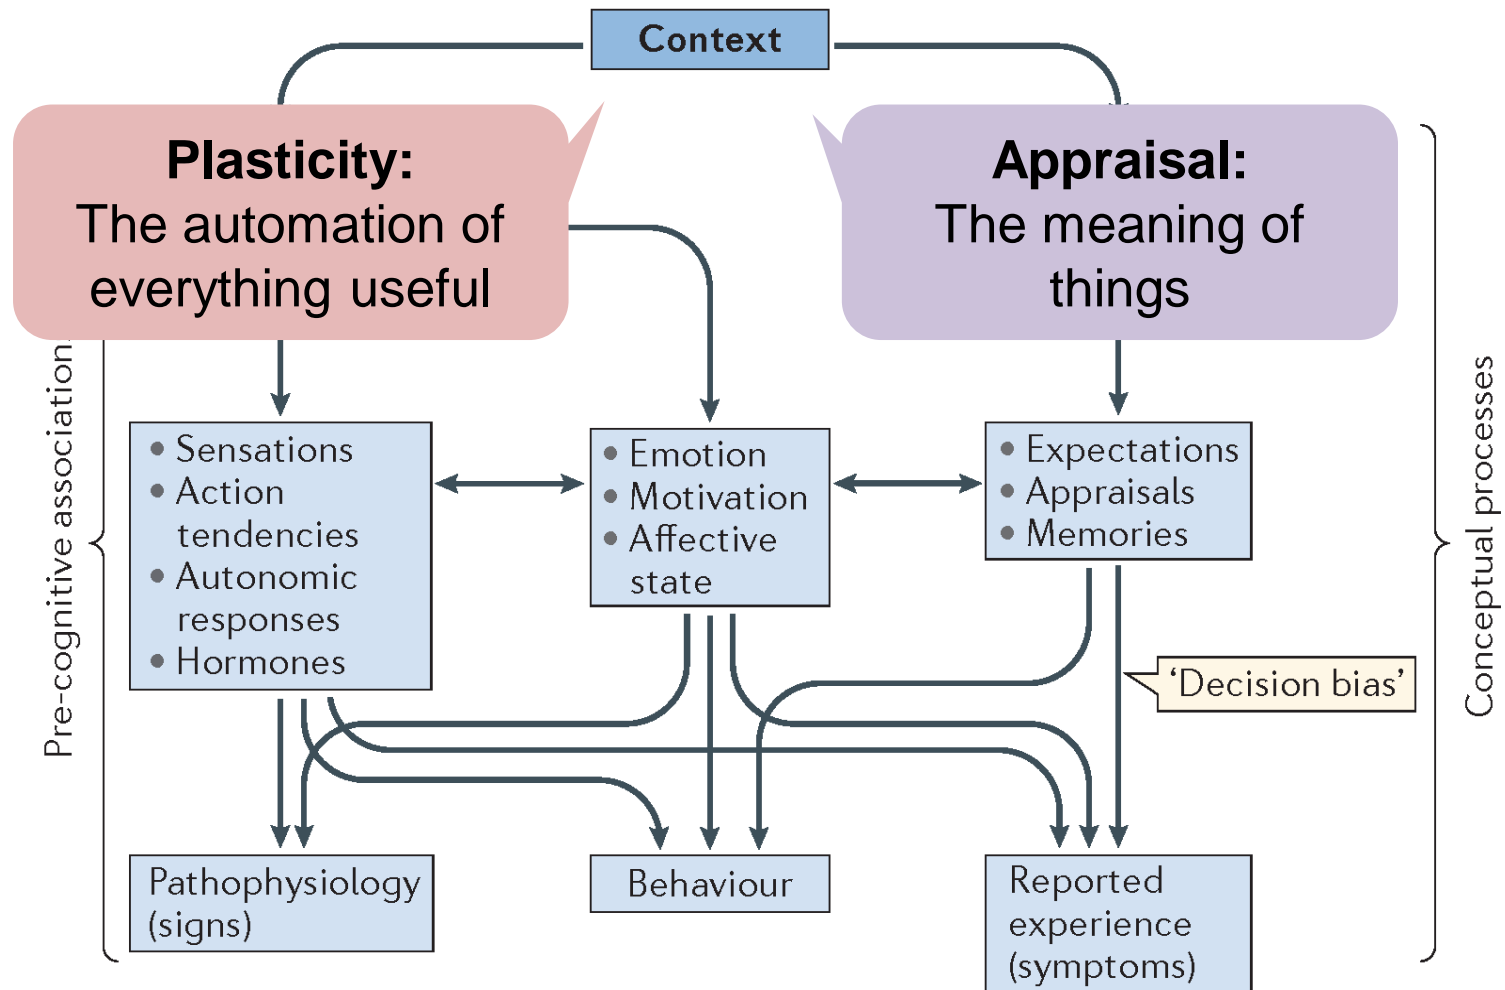 Context
Plasticity:
The automation of
everything useful
Appraisal:
The meaning of
things
Pre-cognitive association
Conceptual processes
• Sensations
• Action
tendencies
• Autonomic
responses
• Hormones
• Emotion
• Motivation
• Affective
state
• Expectations
• Appraisals
• Memories
‘Decision bias’
Pathophysiology
(signs)
Behaviour
Reported
experience
(symptoms)